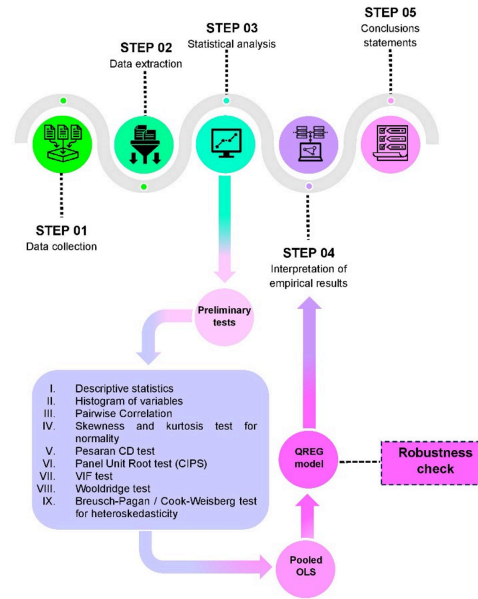 STEP 05
Conclusions
statements
STEP 03
Statistical analysis
STEP 02
Data extraction
STEP 01
Data collection
STEP 04
Interpretation of
empirical results
Preliminary
tests
I. Descriptive statistics
II. Histogram of variables
III. Pairwise Correlation
IV. Skewness and kurtosis test for
normality
V. Pesaran CD test
VI. Panel Unit Root test (CIPS)
VII. VIF test
VIII. Wooldridge test
IX. Breusch-Pagan / Cook-Weisberg test
for heteroskedasticity
QREG
model
Robustness
check
Pooled
OLS